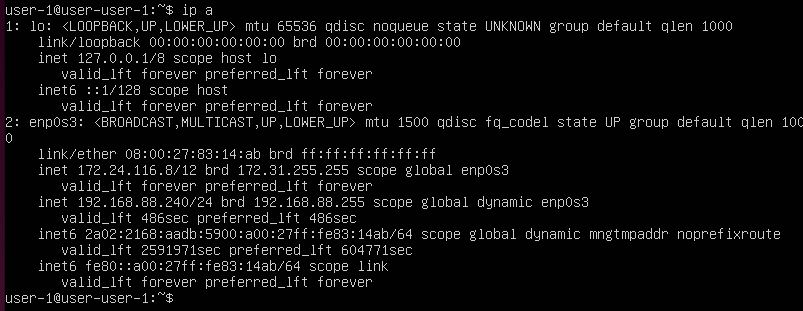 user-1@user-user-1:~$ ip a
1: lo: <LOOPBACK,UP,LOWER_UP> mtu 65536 qdisc noqueue state UNKNOWN group default qlen 1000
    link/loopback 00:00:00:00:00:00 brd 00:00:00:00:00:00
    inet 127.0.0.1/8 scope host lo
       valid_lft forever preferred_lft forever
    inet6 ::1/128 scope host
       valid_lft forever preferred_lft forever
2: enp0s3: <BROADCAST,MULTICAST,UP,LOWER_UP> mtu 1500 qdisc fq_codel state UP group default qlen 100
0
    link/ether 08:00:27:83:14:ab brd ff:ff:ff:ff:ff:ff
    inet 172.24.116.8/12 brd 172.31.255.255 scope global enp0s3
       valid_lft forever preferred_lft forever
    inet 192.168.88.240/24 brd 192.168.88.255 scope global dynamic enp0s3
       valid_lft 486sec preferred_lft 486sec
    inet6 2a02:2168:aadb:5900:a00:27ff:fe83:14ab/64 scope global dynamic mngtmpaddr noprefixroute
       valid_lft 2591971sec preferred_lft 604771sec
    inet6 fe80::a00:27ff:fe83:14ab/64 scope link
       valid_lft forever preferred_lft forever
user-1@user-user-1:~$